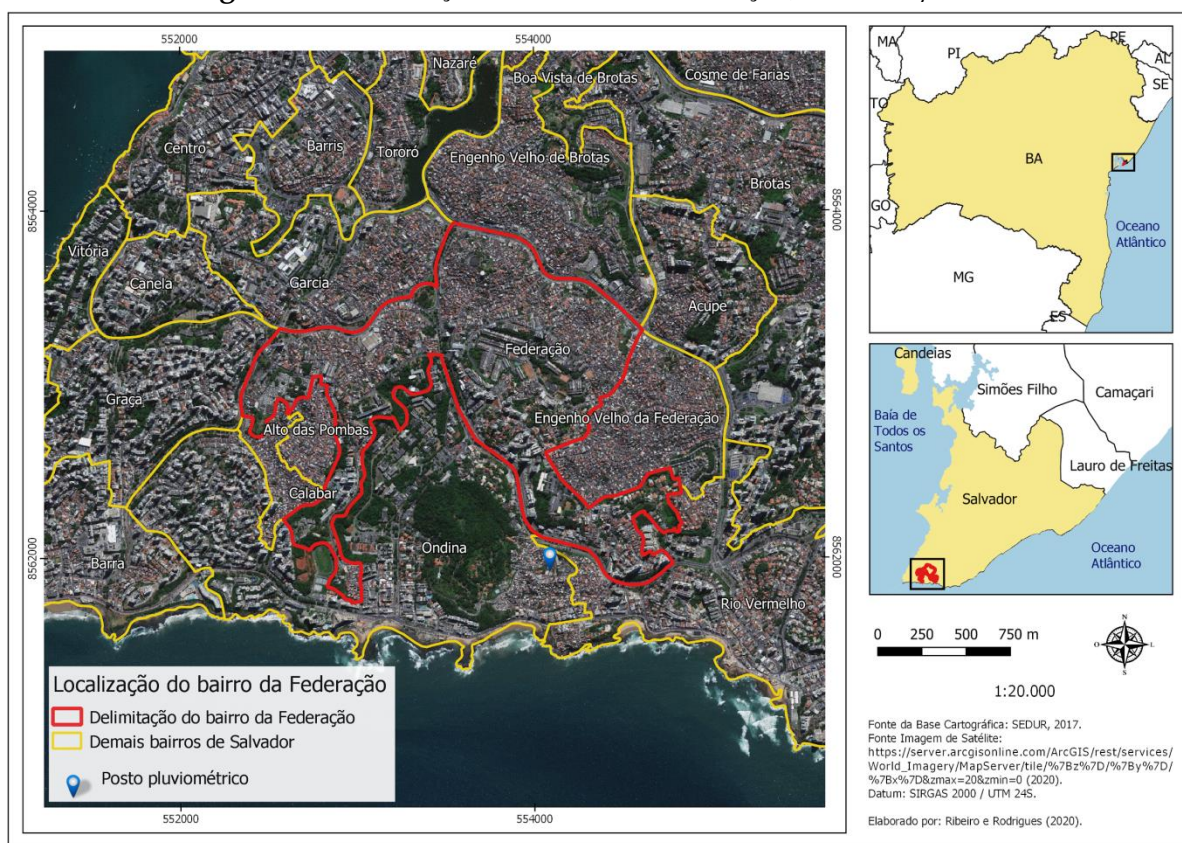 552000
554000
Nazaré
Boa Vista de Brotas
Cosme de Farias
Centro
Barris
Tororó
Engenho Velho de Brotas
Brotas
8564000
8564000
Vitória
Canela
Garcia
Acupe
Federação
Graça
Alto das Pombas
Engenho Velho da Federação
Calabar
Ondina
8562000
8562000
Barra
Rio Vermelho
Localização do bairro da Federação
Delimitação do bairro da Federação
Demais bairros de Salvador
Posto pluviométrico
552000
554000
MA
PI
PE
AL
SE
TO
BA
GO
Oceano
Atlântico
MG
ES
Candeias
Simões Filho
Camaçari
Baía de
Todos os
Santos
Lauro de Freitas
Salvador
Oceano
Atlântico
0 250 500 750 m
N
O
L
S
1:20.000
Fonte da Base Cartográfica: SEDUR, 2017.
Fonte Imagem de Satélite:
https://server.arcgisonline.com/ArcGIS/rest/services/
World_Imagery/MapServer/tile/%7Bz%7D/%7By%7D/
%7Bx%7D&zmax=20&zmin=0 (2020).
Datum: SIRGAS 2000 / UTM 24S.
Elaborado por: Ribeiro e Rodrigues (2020).